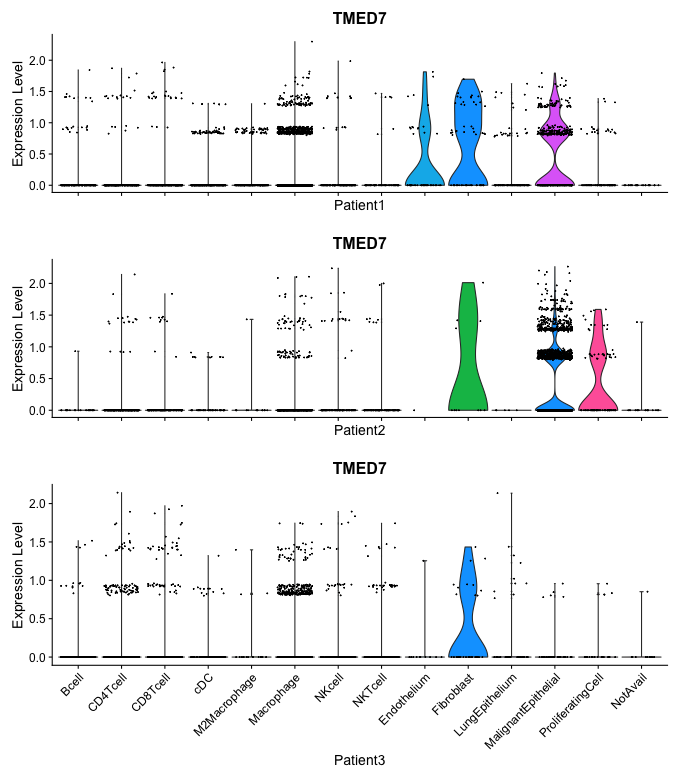 TMED7
Expression Level
2.0
1.5
1.0
0.5
0.0
Patient1
TMED7
Expression Level
2.0
1.5
1.0
0.5
0.0
Patient2
TMED7
Expression Level
2.0
1.5
1.0
0.5
0.0
Bcell
CD4Tcell
CD8Tcell
cDC
M2Macrophage
Macrophage
NKcell
NKTcell
Endothelium
Fibroblast
LungEpithelium
MalignantEpithelial
ProliferatingCell
NotAvail
Patient3